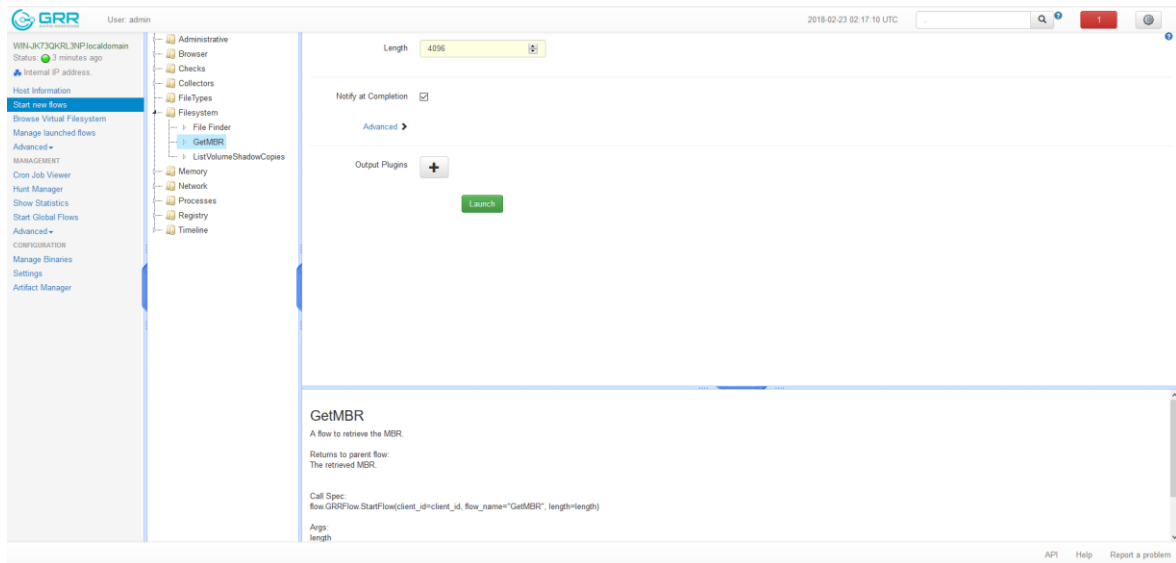 GRR
User: admin
2018-02-23 02:17:10 UTC
1
WIN-JK73QKRL3NP.localdomain
Status: 3 minutes ago
Internal IP address.
Host Information
Start new flows
Browse Virtual Filesystem
Manage launched flows
Advanced
MANAGEMENT
Cron Job Viewer
Hunt Manager
Show Statistics
Start Global Flows
Advanced
CONFIGURATION
Manage Binaries
Settings
Artifact Manager
Administrative
Browser
Checks
Collectors
FileTypes
Filesystem
File Finder
GetMBR
ListVolumeShadowCopies
Memory
Network
Processes
Registry
Timeline
Length 4096
Notify at Completion
Advanced
Output Plugins
Launch
GetMBR
A flow to retrieve the MBR.
Returns to parent flow:
The retrieved MBR.
Call Spec:
flow.GRRFlow.StartFlow(client_id=client_id, flow_name="GetMBR", length=length)
Args:
length
API Help Report a problem